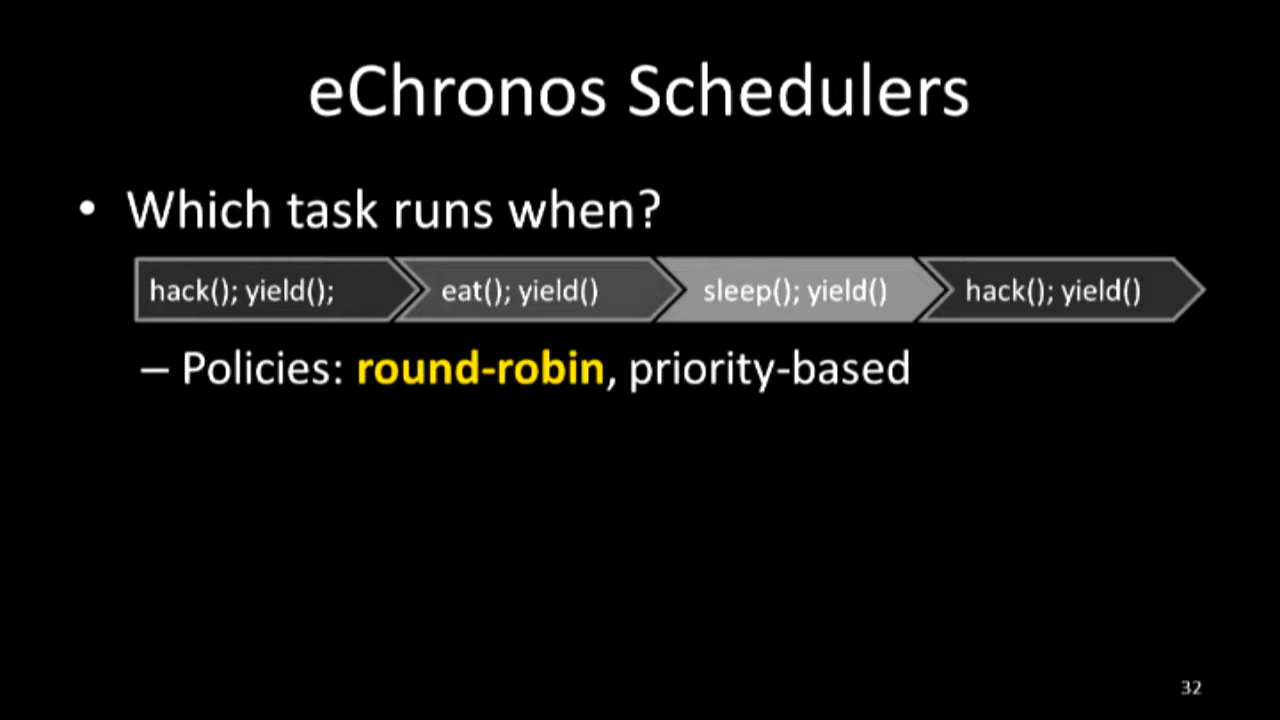 eChronos Schedulers
• Which task runs when?
hack(); yield(); eat(); yield() sleep(); yield() hack(); yield()
– Policies: round-robin, priority-based
32